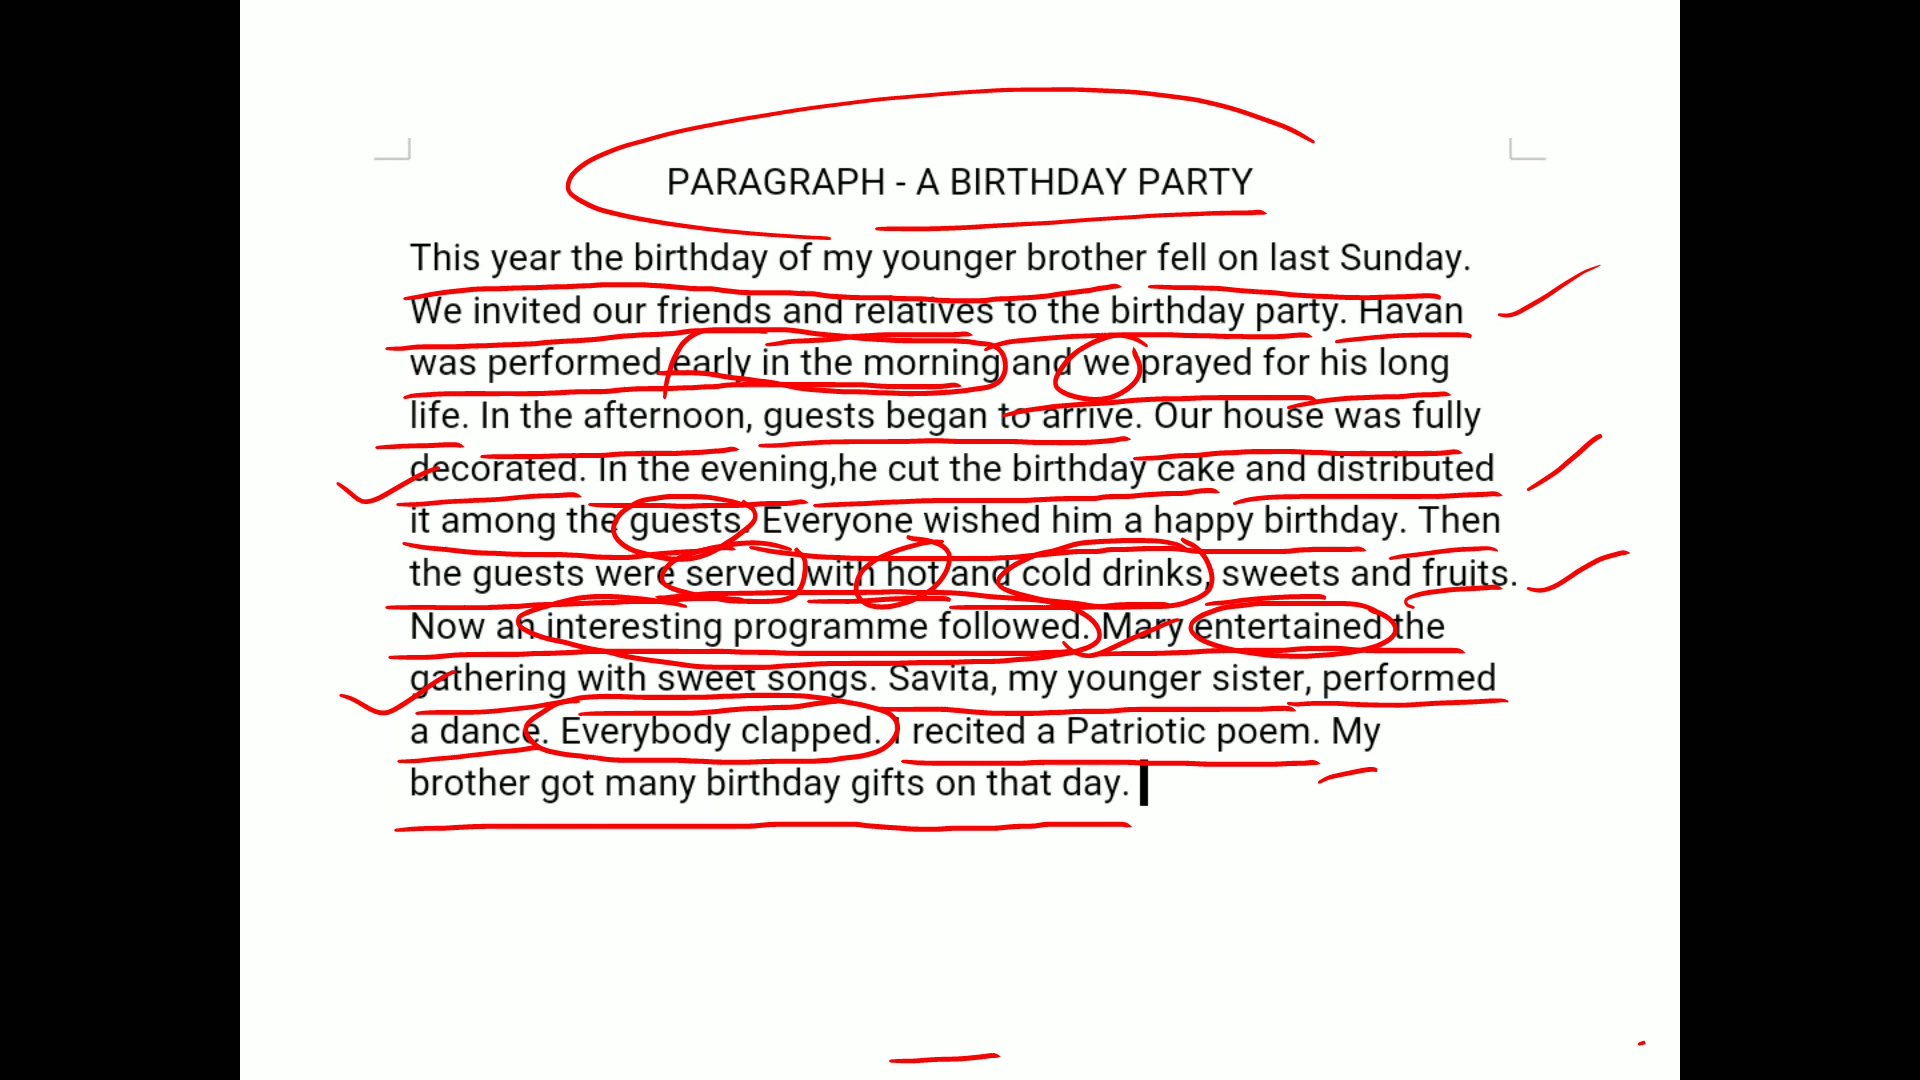 PARAGRAPH - A BIRTHDAY PARTY
This year the birthday of my younger brother fell on last Sunday.
We invited our friends and relatives to the birthday party. Havan
was performed early in the morning and we prayed for his long
life. In the afternoon, guests began to arrive. Our house was fully
decorated. In the evening,he cut the birthday cake and distributed
it among the guests. Everyone wished him a happy birthday. Then
the guests were served with hot and cold drinks, sweets and fruits.
Now an interesting programme followed. Mary entertained the
gathering with sweet songs. Savita, my younger sister, performed
a dance. Everybody clapped. I recited a Patriotic poem. My
brother got many birthday gifts on that day.